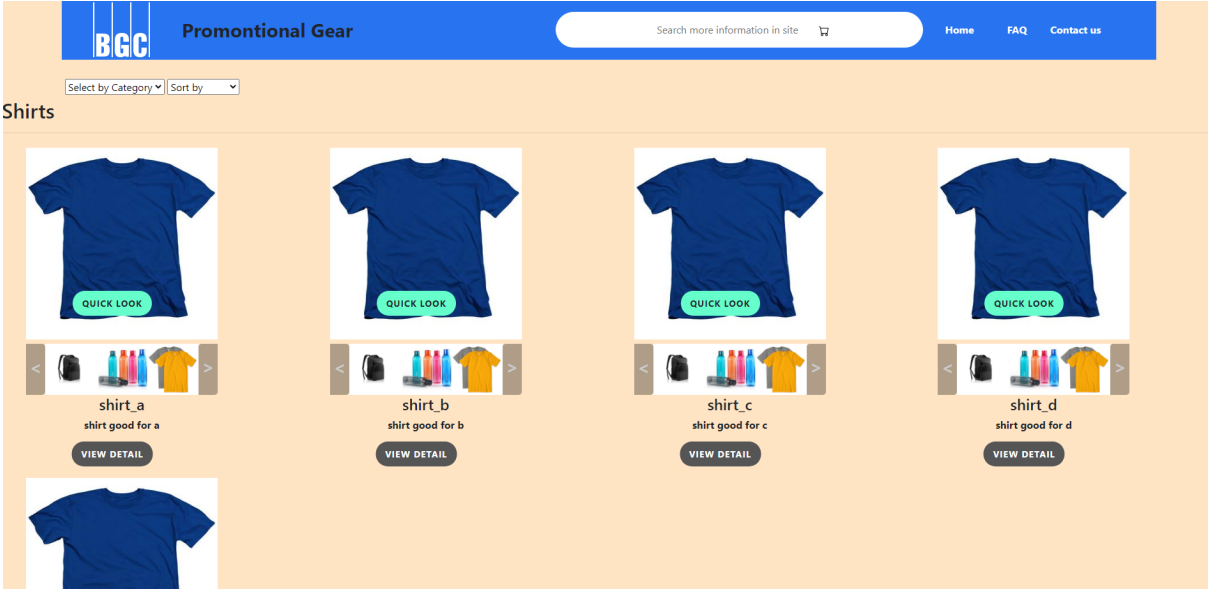 BGC Promontional Gear Search more information in site Home FAQ Contact us
Select by Category Sort by
Shirts
QUICK LOOK QUICK LOOK QUICK LOOK QUICK LOOK
< > < > < > < >
shirt_a shirt_b shirt_c shirt_d
shirt good for a shirt good for b shirt good for c shirt good for d
VIEW DETAIL VIEW DETAIL VIEW DETAIL VIEW DETAIL